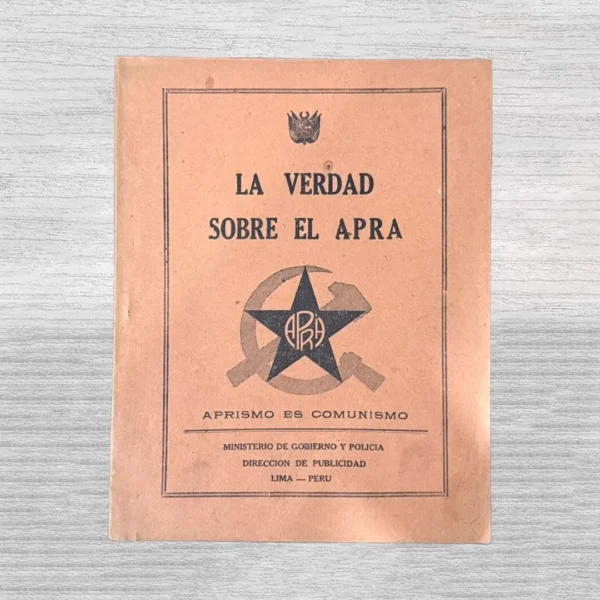 LA VERDAD
SOBRE EL APRA
APRA
APRISMO ES COMUNISMO
MINISTERIO DE GOBIERNO Y POLICIA
DIRECCION DE PUBLICIDAD
LIMA — PERU